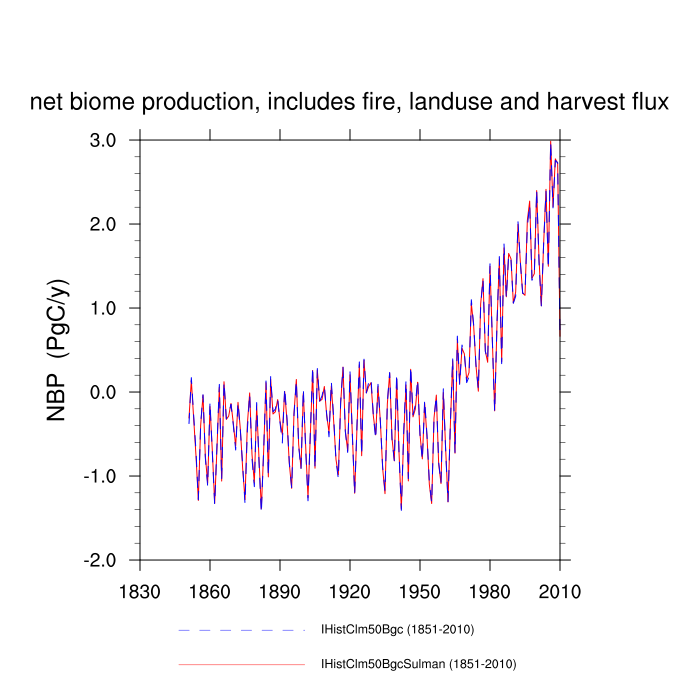 net biome production, includes fire, landuse and harvest flux
3.0
2.0
1.0
0.0
-1.0
-2.0
NBP (PgC/y)
1830 1860 1890 1920 1950 1980 2010
IHistClm50Bgc (1851-2010)
IHistClm50BgcSulman (1851-2010)